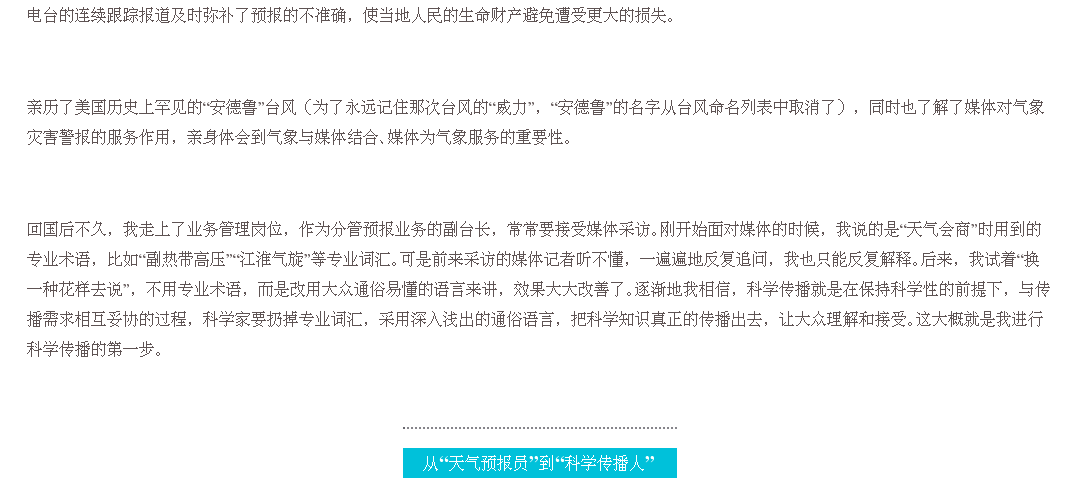 电台的连续跟踪报道及时弥补了预报的不准确，使当地人民的生命财产避免遭受更大的损失。
亲历了美国历史上罕见的“安德鲁”台风（为了永远记住那次台风的“威力”，“安德鲁”的名字从台风命名列表中取消了），同时也了解了媒体对气象
灾害警报的服务作用，亲身体会到气象与媒体结合、媒体为气象服务的重要性。
回国后不久，我走上了业务管理岗位，作为分管预报业务的副台长，常常要接受媒体采访。刚开始面对媒体的时候，我说的是“天气会商”时用到的
专业术语，比如“副热带高压”“江淮气旋”等专业词汇。可是前来采访的媒体记者听不懂，一遍遍地反复追问，我也只能反复解释。后来，我试着“换
一种花样去说”，不用专业术语，而是改用大众通俗易懂的语言来讲，效果大大改善了。逐渐地我相信，科学传播就是在保持科学性的前提下，与传
播需求相互妥协的过程，科学家要扔掉专业词汇，采用深入浅出的通俗语言，把科学知识真正的传播出去，让大众理解和接受。这大概就是我进行
科学传播的第一步。
从“天气预报员”到“科学传播人”